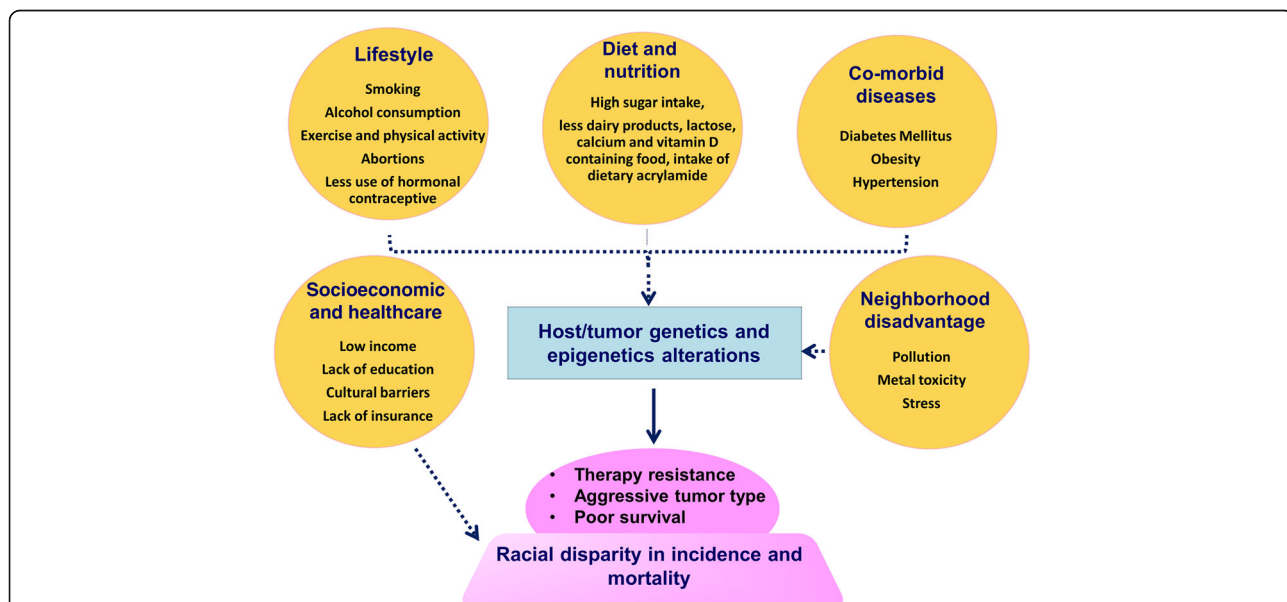 Lifestyle
Smoking
Alcohol consumption
Exercise and physical activity
Abortions
Less use of hormonal
contraceptive
Diet and
nutrition
High sugar intake,
less dairy products, lactose,
calcium and vitamin D
containing food, intake of
dietary acrylamide
Co-morbid
diseases
Diabetes Mellitus
Obesity
Hypertension
Socioeconomic
and healthcare
Low income
Lack of education
Cultural barriers
Lack of insurance
Host/tumor genetics and
epigenetics alterations
Neighborhood
disadvantage
Pollution
Metal toxicity
Stress
• Therapy resistance
• Aggressive tumor type
• Poor survival
Racial disparity in incidence and
mortality